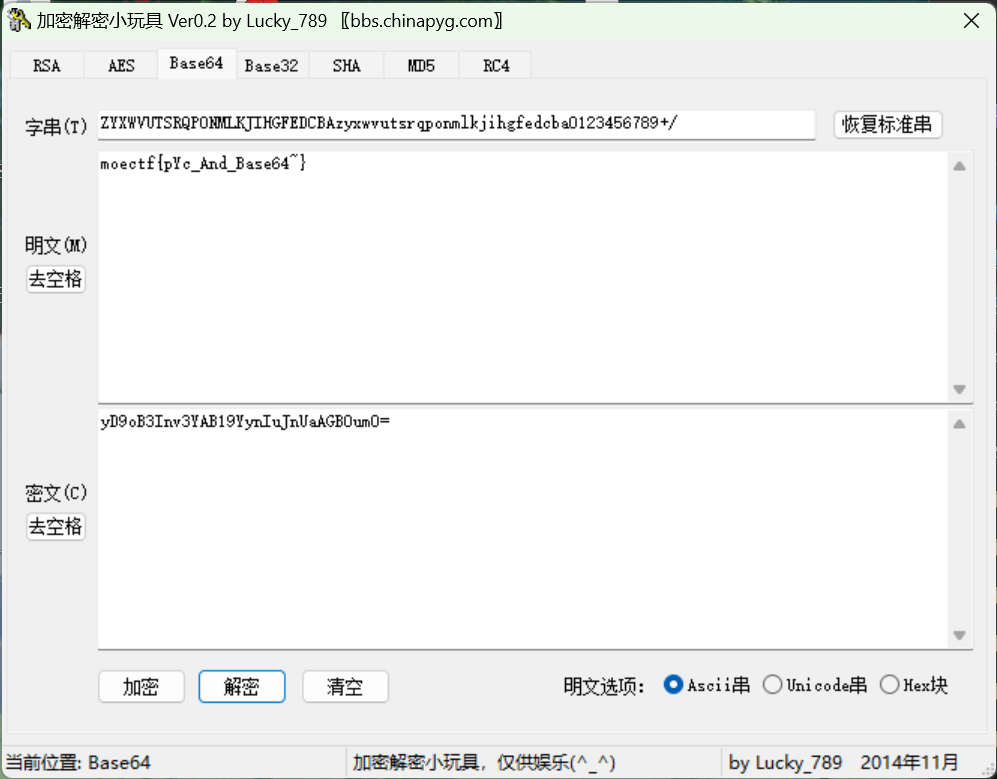 加密解密小玩具 Ver0.2 by Lucky_789 〖bbs.chinapyg.com〗
RSA AES Base64 Base32 SHA MD5 RC4
字串(T) ZYXWVUTSRQPONMLKJIHGFEDCBAzyxwvutsrqponmlkjihgfedcba0123456789+/ 恢复标准串
moectf{pYc_And_Base64~}
明文(M)
去空格
yD9oB3Inv3YAB19YynIuJnUaAGB0um0=
密文(C)
去空格
加密 解密 清空 明文选项: Ascii串 Unicode串 Hex块
当前位置: Base64 加密解密小玩具，仅供娱乐(^_^) by Lucky_789 2014年11月